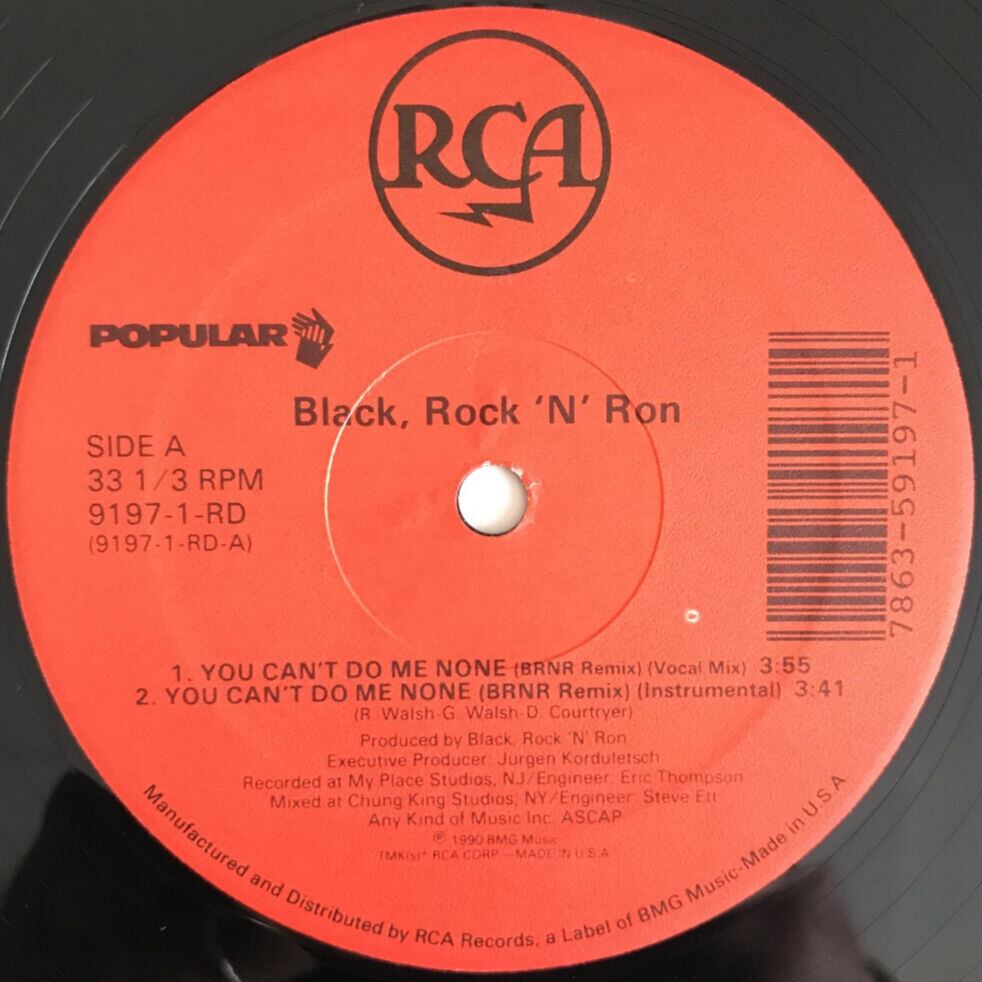 RCA
POPULAR
Black, Rock 'N' Ron
SIDE A
33 1/3 RPM
9197-1-RD
(9197-1-RD-A)
7863-59197-1
1. YOU CAN'T DO ME NONE (BRNR Remix) (Vocal Mix) 3:55
2. YOU CAN'T DO ME NONE (BRNR Remix) (Instrumental) 3:41
(R. Walsh-G. Walsh-D. Courtryer)
Produced by Black, Rock 'N' Ron
Executive Producer: Jurgen Korduletsch
Recorded at My Place Studios, NJ/Engineer: Eric Thompson
Mixed at Chung King Studios, NY/Engineer: Steve Ett
Any Kind of Music Inc. ASCAP
℗ 1990 BMG Music
TMK(s)® RCA CORP.—MADE IN U.S.A
Manufactured and Distributed by RCA Records, a Label of BMG Music-Made in U.S.A